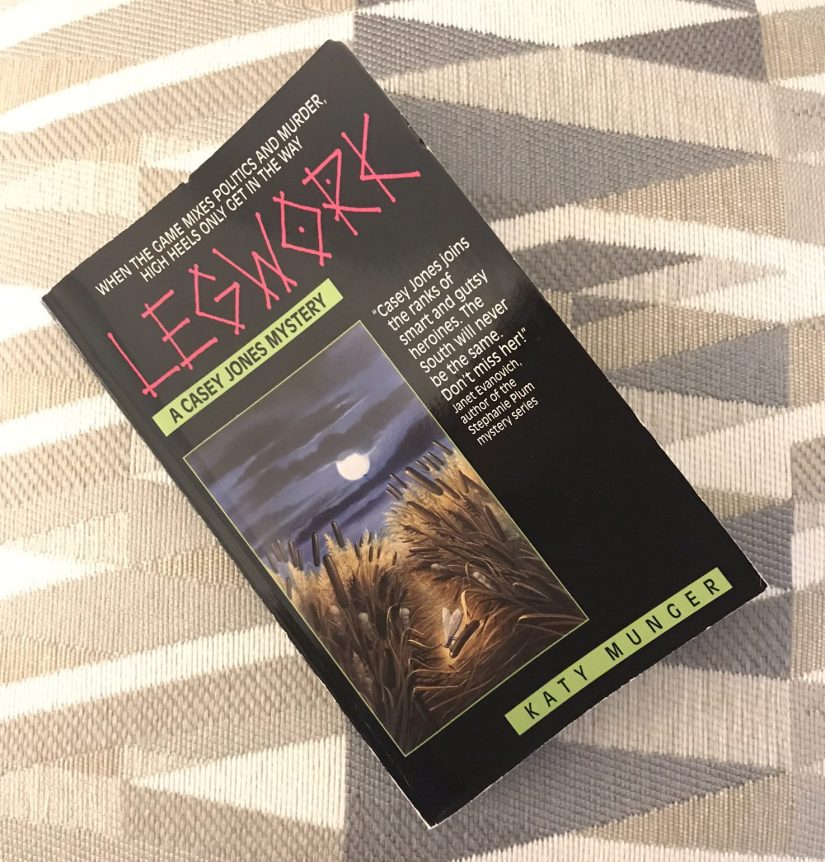 WHEN THE GAME MIXES POLITICS AND MURDER,
HIGH HEELS ONLY GET IN THE WAY
LEGWORK
A CASEY JONES MYSTERY
"Casey Jones joins
the ranks of
smart and gutsy
heroines. The
South will never
be the same.
Don't miss her!"
Janet Evanovich,
author of the
Stephanie Plum
mystery series
KATY MUNGER